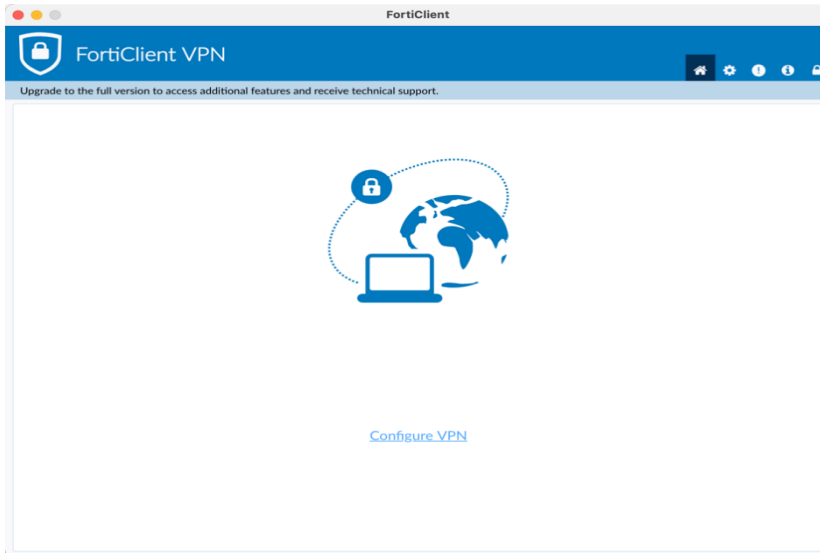 FortiClient
FortiClient VPN
Upgrade to the full version to access additional features and receive technical support.
Configure VPN